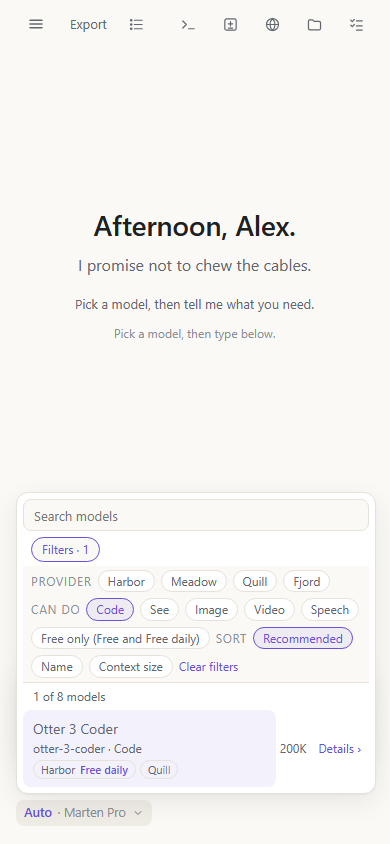 Export
Afternoon, Alex.
I promise not to chew the cables.
Pick a model, then tell me what you need.
Pick a model, then type below.
Search models
Filters · 1
PROVIDER Harbor Meadow Quill Fjord
CAN DO Code See Image Video Speech
Free only (Free and Free daily) SORT Recommended
Name Context size Clear filters
1 of 8 models
Otter 3 Coder
otter-3-coder · Code 200K Details ›
Harbor Free daily Quill
Auto · Marten Pro